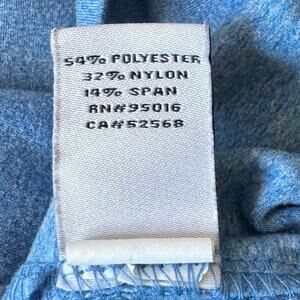 54% POLYESTER
32% NYLON
14% SPAN
RN#95016
CA#52568